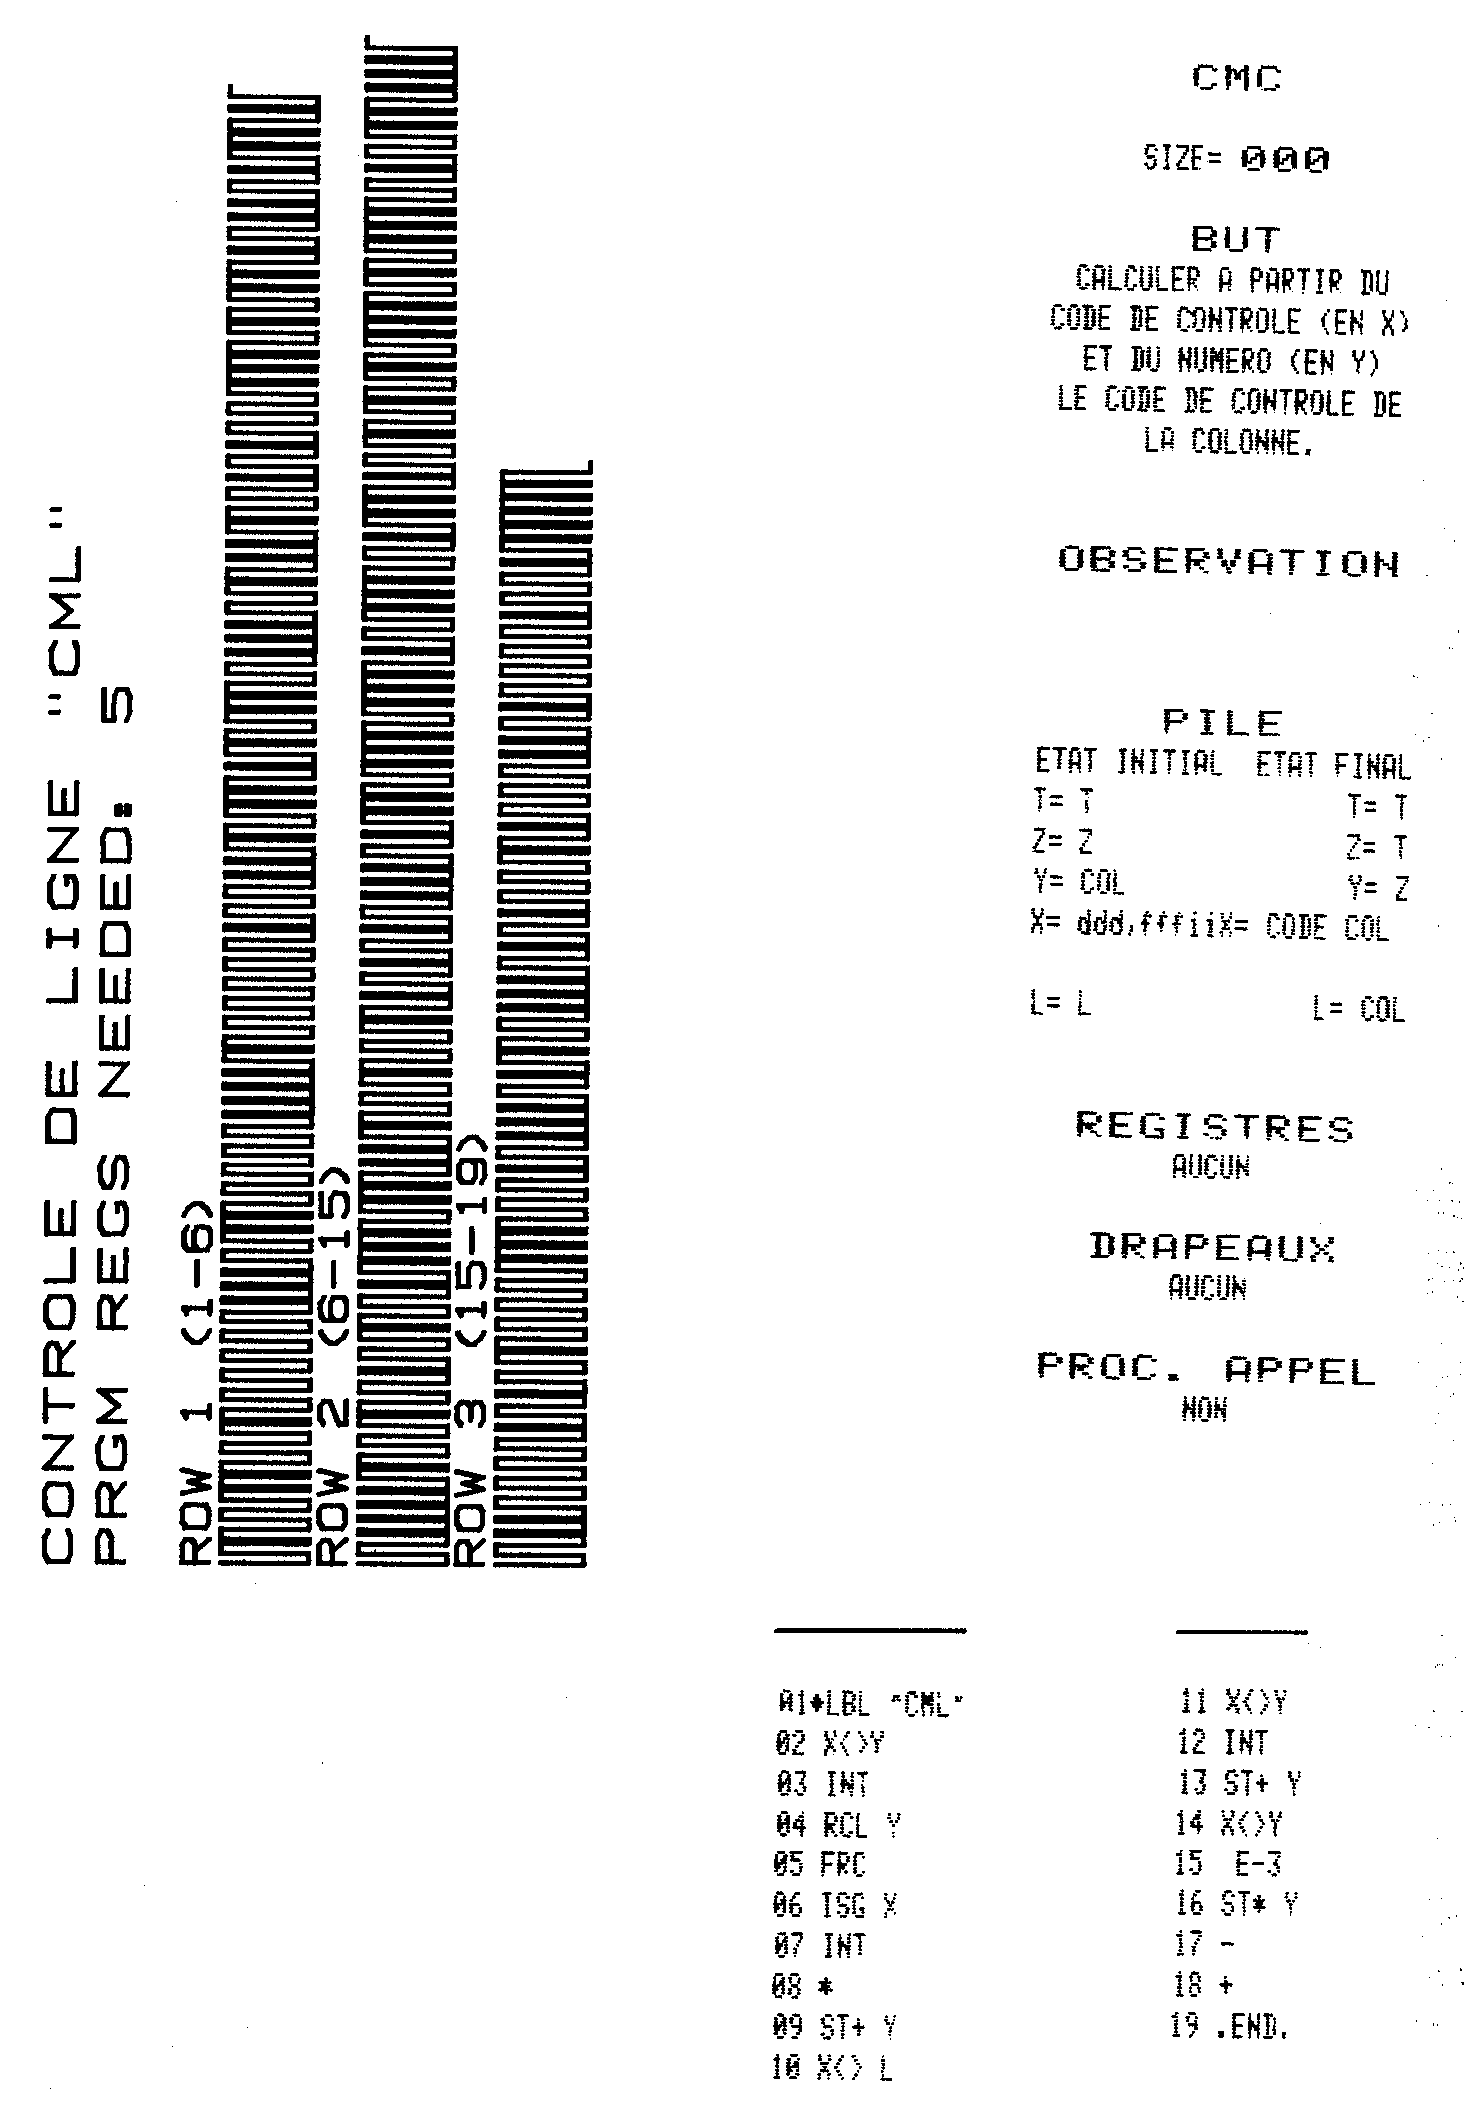 CONTROLE DE LIGNE "CML"
PRGM REGS NEEDED: 5
ROW 1 (1-6)
ROW 2 (6-15)
ROW 3 (15-19)
CMC
SIZE= 000
BUT
CALCULER A PARTIR DU
CODE DE CONTROLE (EN X)
ET DU NUMERO (EN Y)
LE CODE DE CONTROLE DE
LA COLONNE.
OBSERVATION
PILE
ETAT INITIAL ETAT FINAL
T= T T= T
Z= Z Z= T
Y= COL Y= Z
X= ddd,fffiiX= CODE COL
L= L L= COL
REGISTRES
AUCUN
DRAPEAUX
AUCUN
PROC. APPEL
NON
01*LBL "CML"
02 X<>Y
03 INT
04 RCL Y
05 FRC
06 ISG X
07 INT
08 *
09 ST+ Y
10 X<> L
11 X<>Y
12 INT
13 ST+ Y
14 X<>Y
15 E-3
16 ST* Y
17 -
18 +
19 .END.